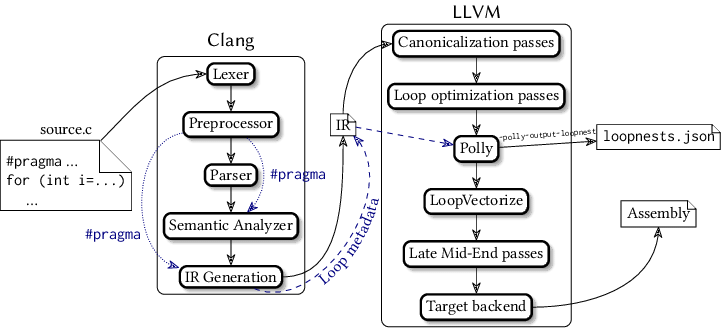 Clang
LLVM
Lexer
Canonicalization passes
source.c
Preprocessor
IR
Loop optimization passes
#pragma ...
for (int i=...)
...
Parser
#pragma
Polly
-polly-output-loopnest
loopnests.json
Semantic Analyzer
LoopVectorize
Assembly
#pragma
Loop metadata
IR Generation
Late Mid-End passes
Target backend